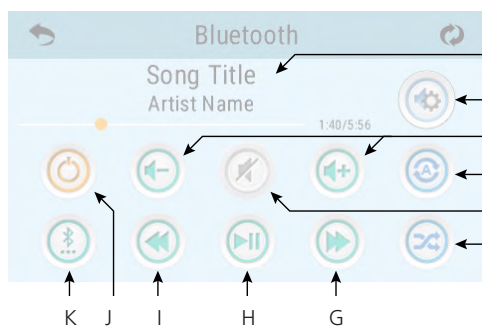 Bluetooth
Song Title
Artist Name
1:40/5:56
A
K J I H G